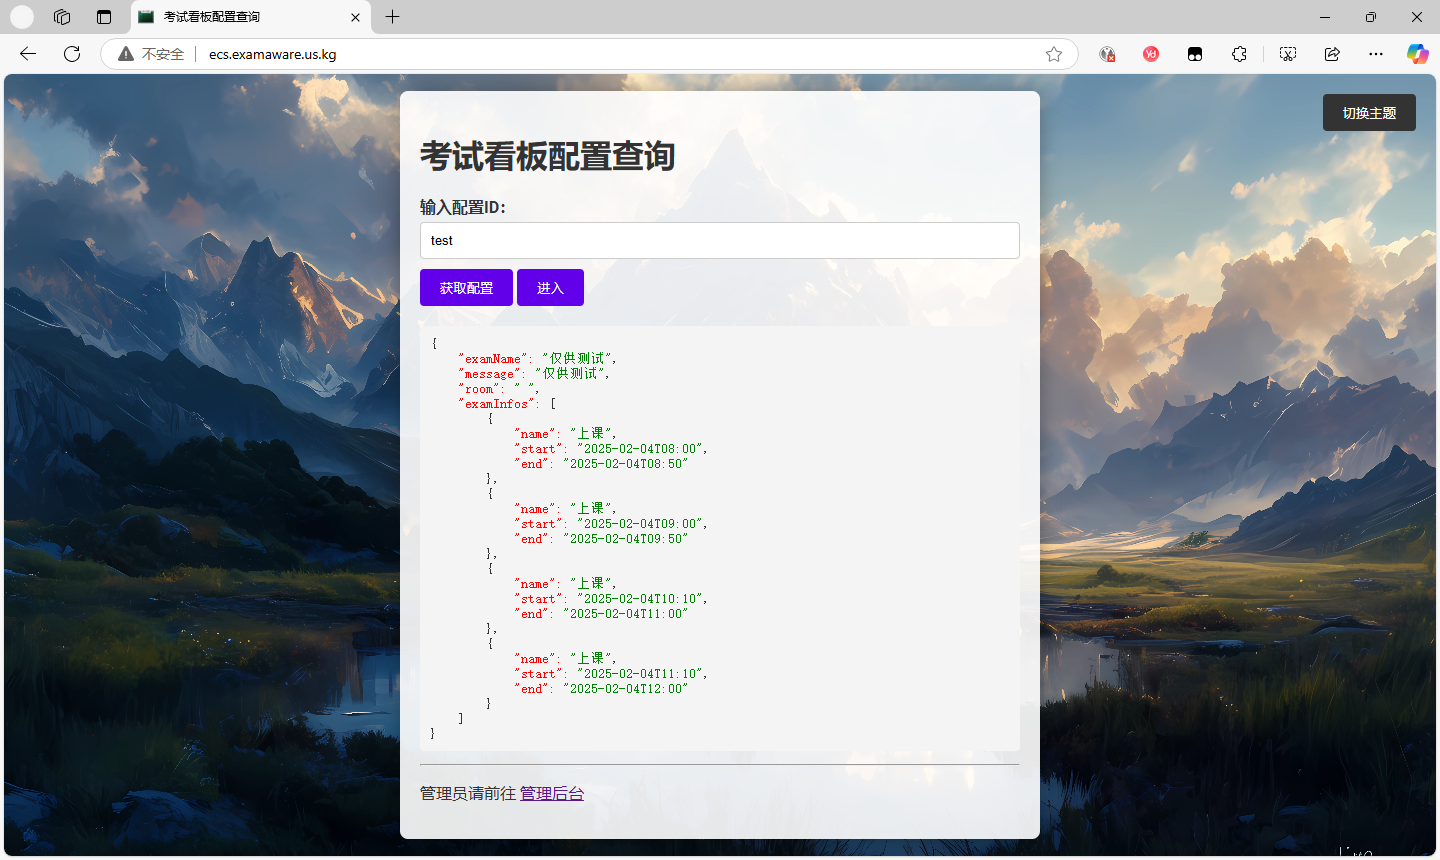 考试看板配置查询
不安全
ecs.examaware.us.kg
切换主题
考试看板配置查询
输入配置ID：
test
获取配置 进入
{
"examName": "仅供测试",
"message": "仅供测试",
"room": " ",
"examInfos": [
{
"name": "上课",
"start": "2025-02-04T08:00",
"end": "2025-02-04T08:50"
},
{
"name": "上课",
"start": "2025-02-04T09:00",
"end": "2025-02-04T09:50"
},
{
"name": "上课",
"start": "2025-02-04T10:10",
"end": "2025-02-04T11:00"
},
{
"name": "上课",
"start": "2025-02-04T11:10",
"end": "2025-02-04T12:00"
}
]
}
管理员请前往 管理后台